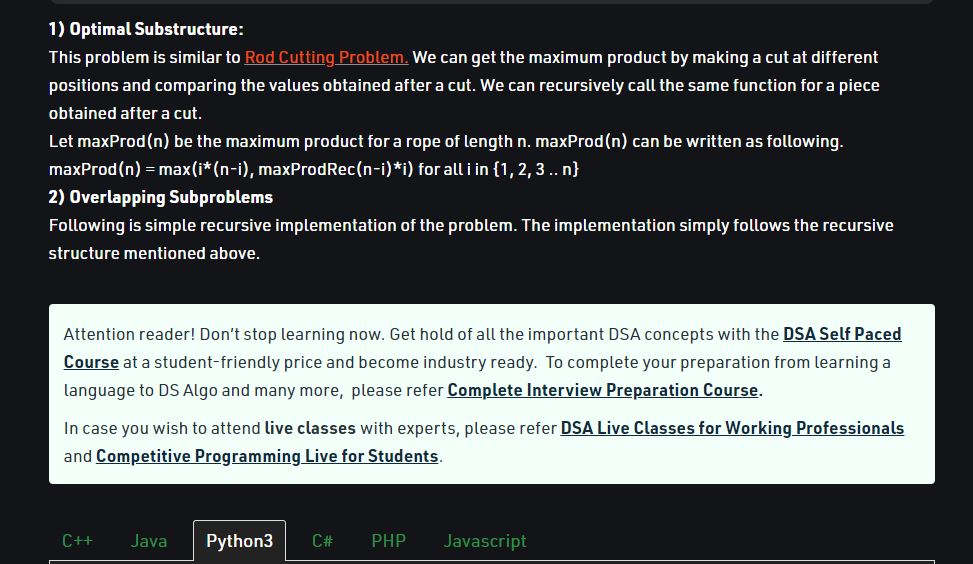 1) Optimal Substructure:
This problem is similar to Rod Cutting Problem. We can get the maximum product by making a cut at different
positions and comparing the values obtained after a cut. We can recursively call the same function for a piece
obtained after a cut.
Let maxProd(n) be the maximum product for a rope of length n. maxProd(n) can be written as following.
maxProd(n) = max(i*(n-i), maxProdRec(n-i)*i) for all i in {1, 2, 3 .. n}
2) Overlapping Subproblems
Following is simple recursive implementation of the problem. The implementation simply follows the recursive
structure mentioned above.
Attention reader! Don’t stop learning now. Get hold of all the important DSA concepts with the DSA Self Paced
Course at a student-friendly price and become industry ready.  To complete your preparation from learning a
language to DS Algo and many more,  please refer Complete Interview Preparation Course.
In case you wish to attend live classes with experts, please refer DSA Live Classes for Working Professionals
and Competitive Programming Live for Students.
C++ Java Python3 C# PHP Javascript